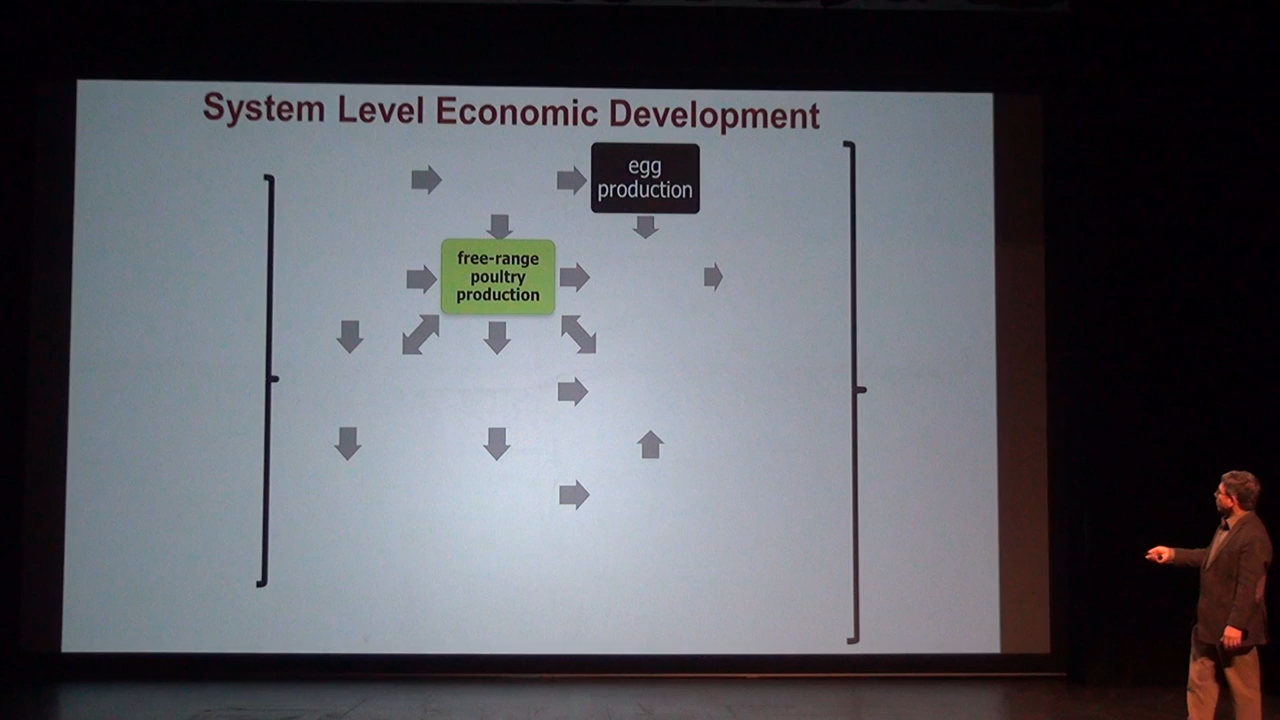 System Level Economic Development
egg
production
free-range
poultry
production